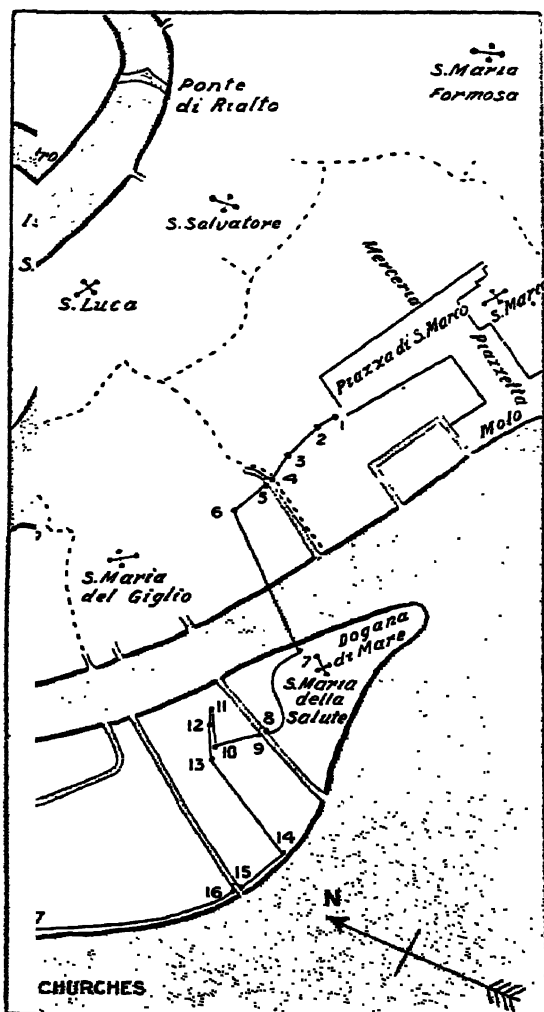 S. Maria
Formosa
Ponte
di Rialto
S. Salvatore
S. Luca
Merceria
Piazza di S. Marco
S. Marco
Piazzetta
Molo
1
2
3
4
5
6
S. Maria
del Giglio
Dogana
di Mare
7
S. Maria
della
Salute
8
9
10
11
12
13
14
15
16
N
7
CHURCHES